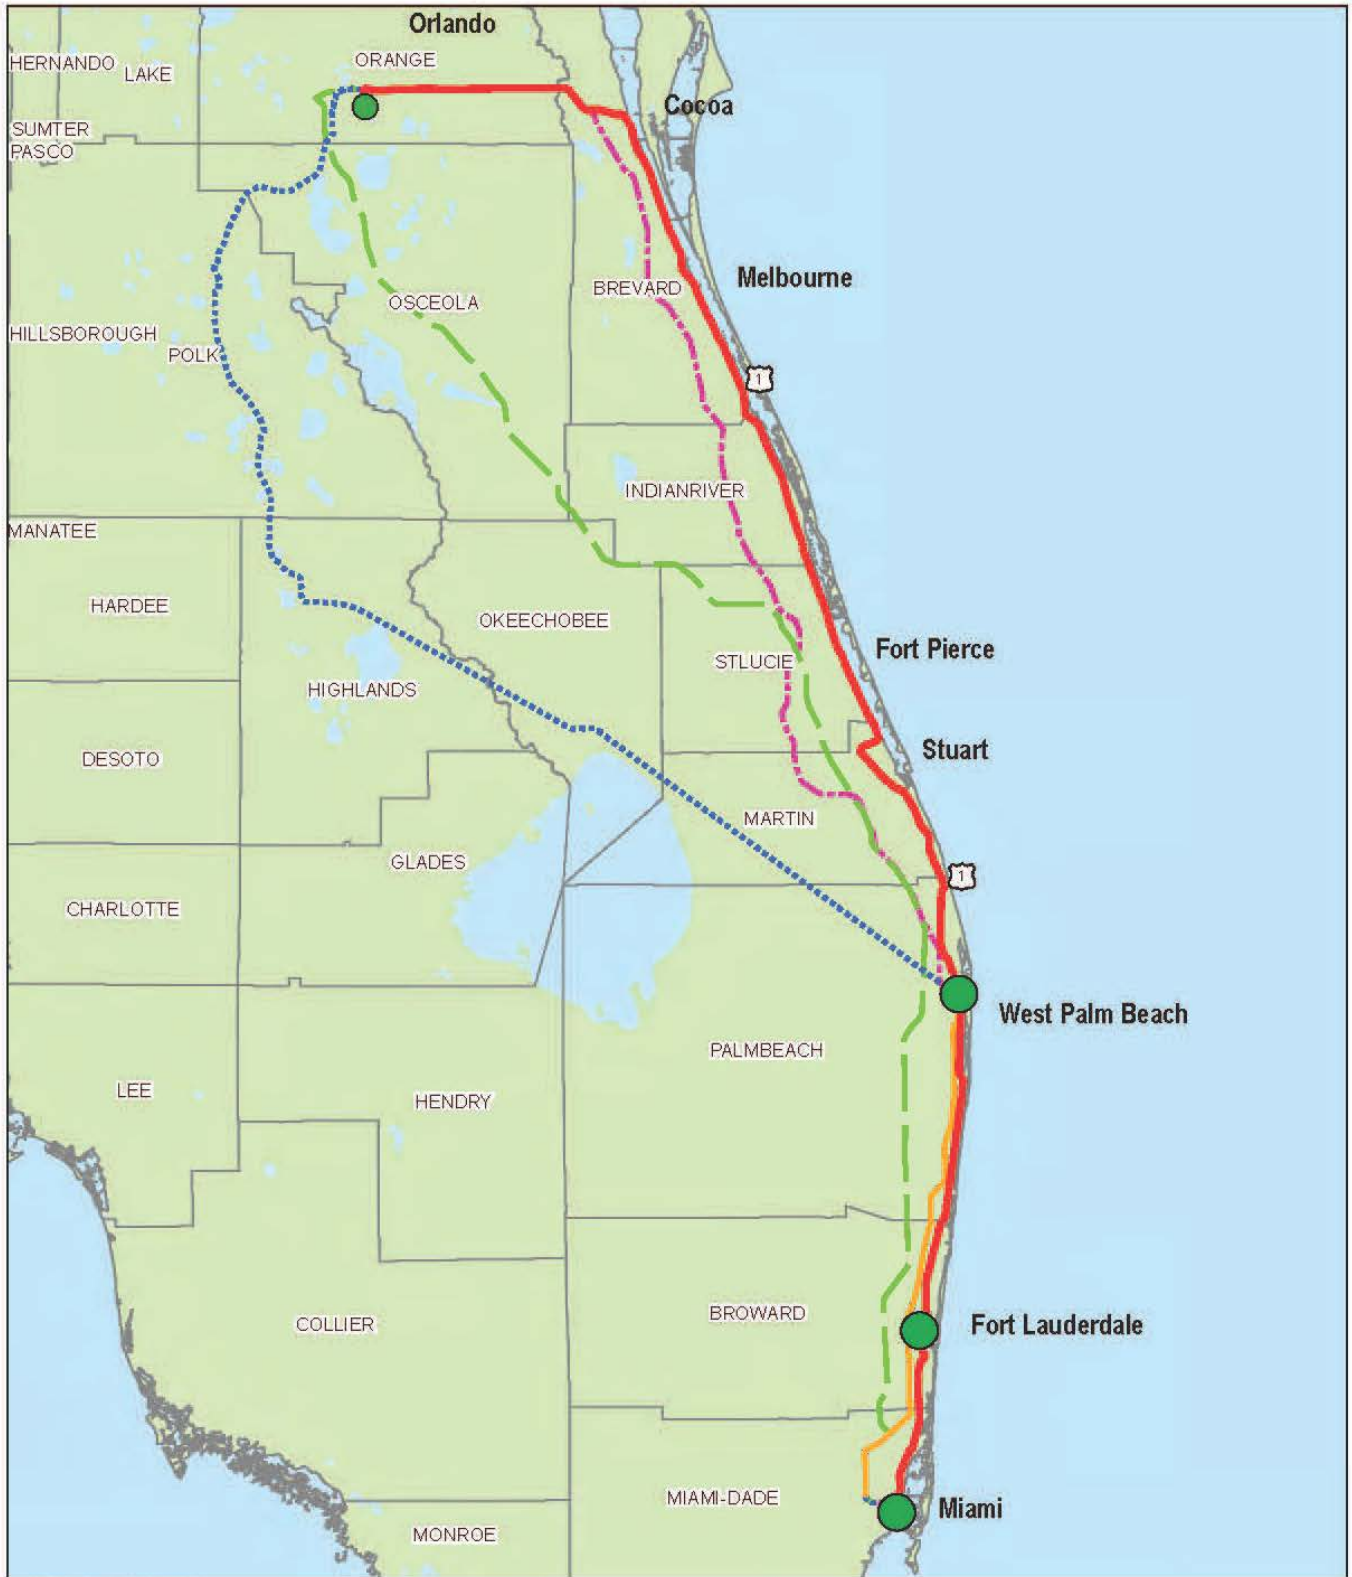 Orlando
ORANGE
HERNANDO
LAKE
Cocoa
SUMTER
PASCO
Melbourne
BREVARD
OSCEOLA
HILLSBOROUGH
POLK
1
INDIANRIVER
MANATEE
HARDEE
OKEECHOBEE
Fort Pierce
STLUCIE
HIGHLANDS
Stuart
DESOTO
MARTIN
GLADES
1
CHARLOTTE
West Palm Beach
PALMBEACH
LEE
HENDRY
BROWARD
Fort Lauderdale
COLLIER
MIAMI-DADE
Miami
MONROE